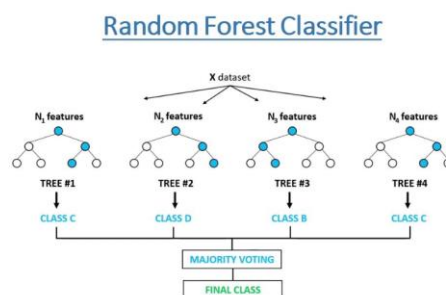 Random Forest Classifier
X dataset
N₁ features
N₂ features
N₃ features
N₄ features
TREE #1
TREE #2
TREE #3
TREE #4
CLASS C
CLASS D
CLASS B
CLASS C
MAJORITY VOTING
FINAL CLASS